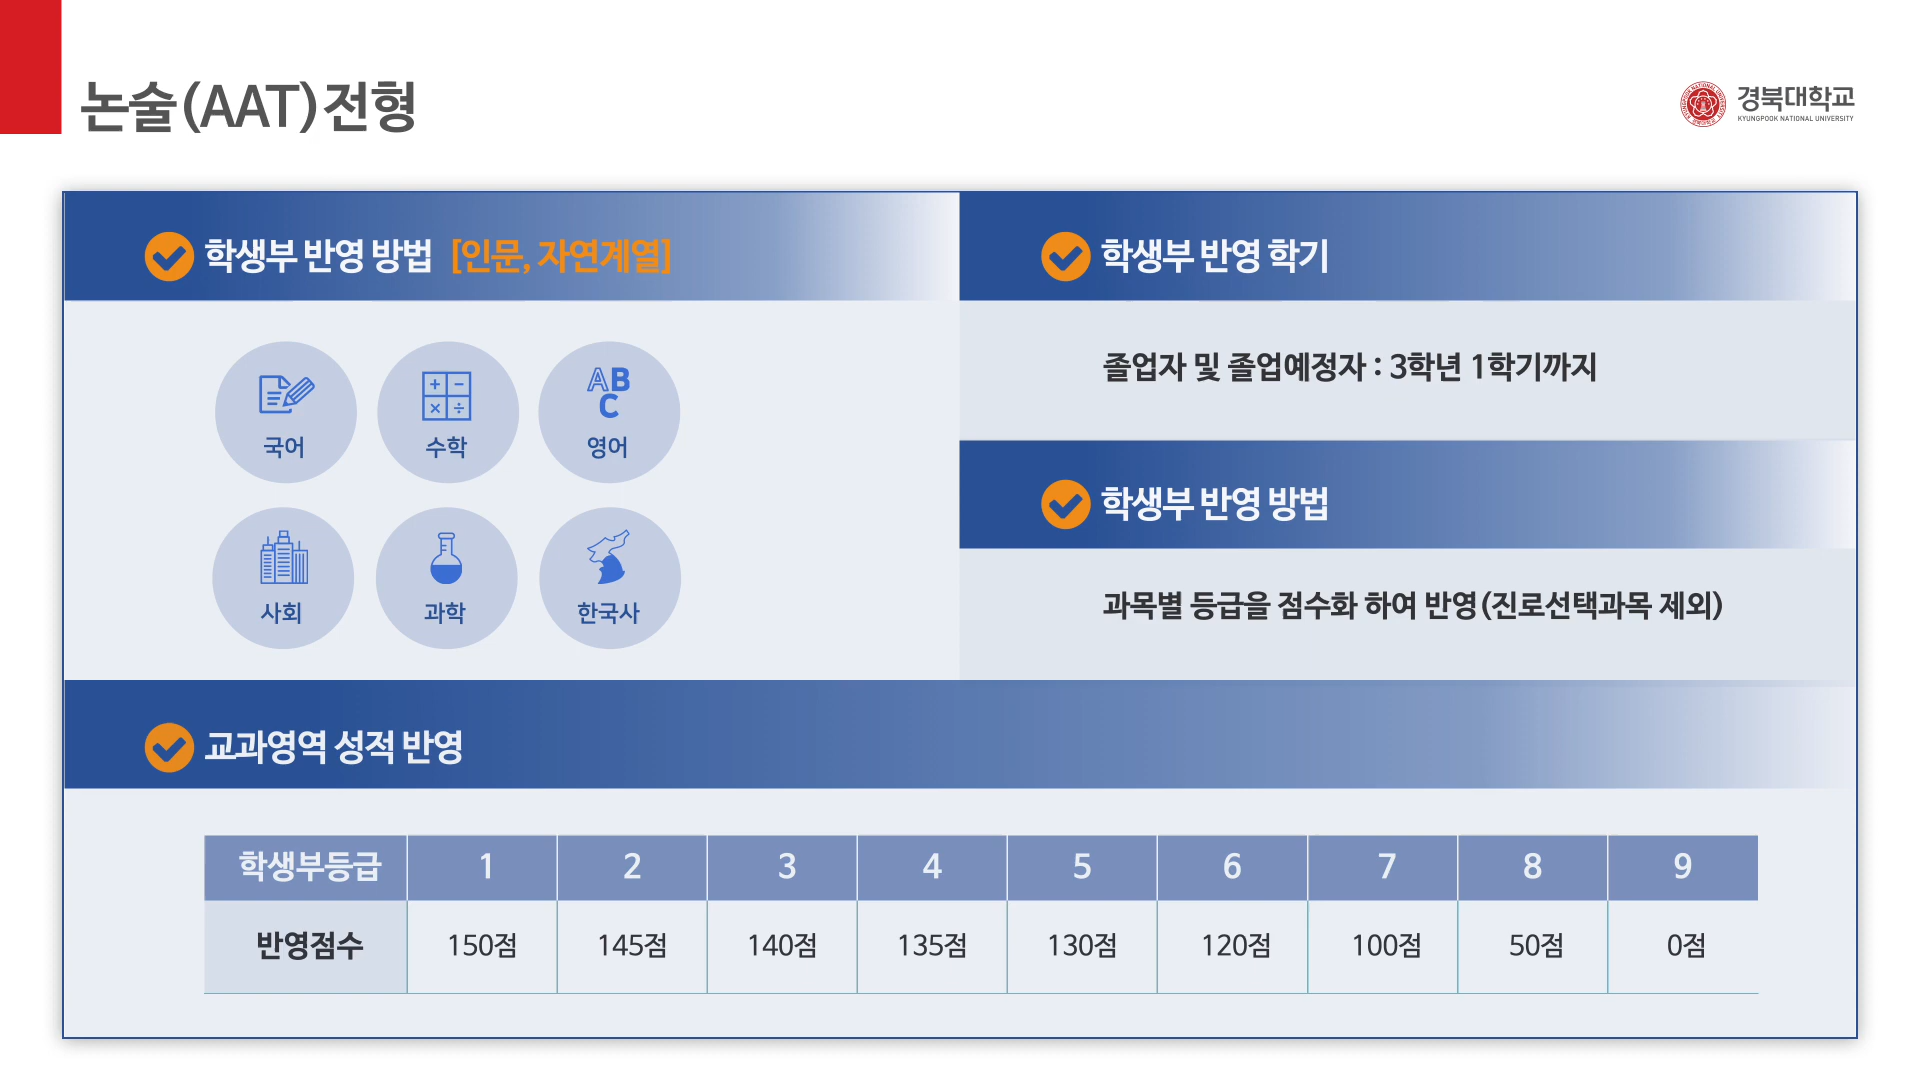 논술(AAT)전형
경북대학교
KYUNGPOOK NATIONAL UNIVERSITY
학생부 반영 방법 [인문, 자연계열]
국어
수학
A B C
영어
사회
과학
한국사
학생부 반영 학기
졸업자 및 졸업예정자 : 3학년 1학기까지
학생부 반영 방법
과목별 등급을 점수화 하여 반영(진로선택과목 제외)
교과영역 성적 반영
학생부등급 1 2 3 4 5 6 7 8 9
반영점수 150점 145점 140점 135점 130점 120점 100점 50점 0점